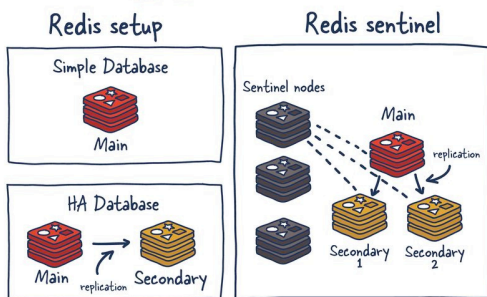 Redis setup
Simple Database
Main
HA Database
Main
replication
Secondary
Redis sentinel
Sentinel nodes
Main
replication
Secondary
1
Secondary
2